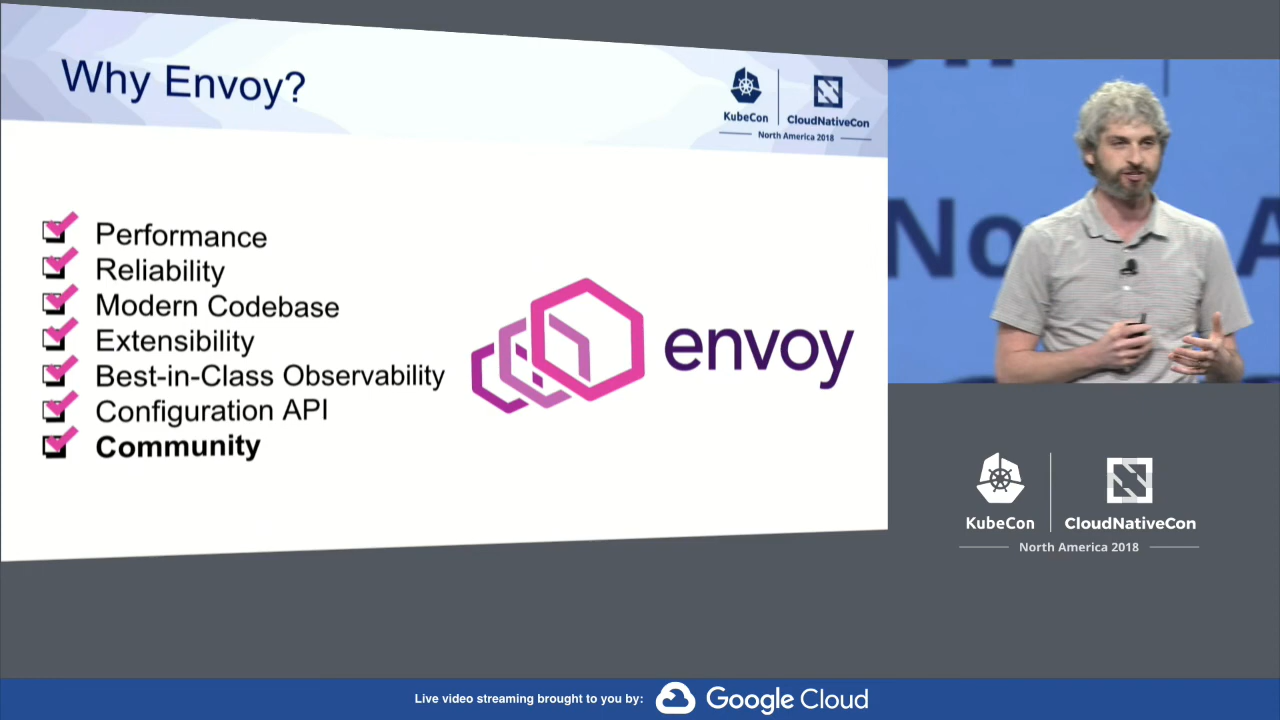 Why Envoy?
KubeCon
CloudNativeCon
North America 2018
Performance
Reliability
Modern Codebase
Extensibility
Best-in-Class Observability
Configuration API
Community
envoy
No
A
KubeCon
CloudNativeCon
North America 2018
Live video streaming brought to you by:
Google Cloud